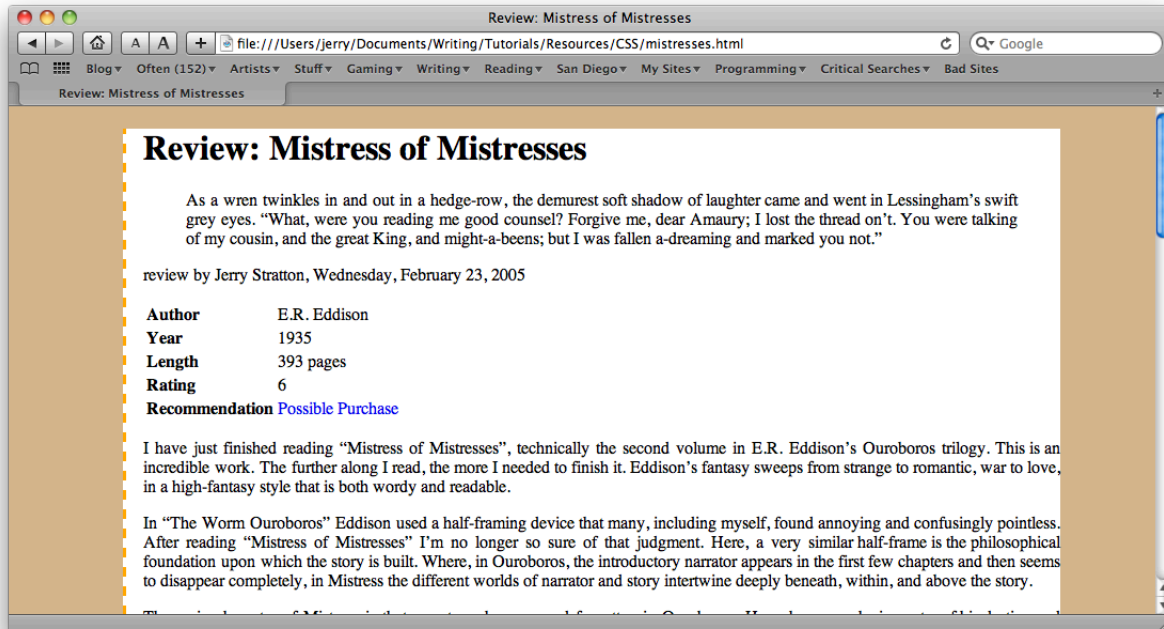 Review: Mistress of Mistresses
A A + file:///Users/jerry/Documents/Writing/Tutorials/Resources/CSS/mistresses.html Google
Blog Often (152) Artists Stuff Gaming Writing Reading San Diego My Sites Programming Critical Searches Bad Sites
Review: Mistress of Mistresses
Review: Mistress of Mistresses
As a wren twinkles in and out in a hedge-row, the demurest soft shadow of laughter came and went in Lessingham’s swift
grey eyes. “What, were you reading me good counsel? Forgive me, dear Amaury; I lost the thread on’t. You were talking
of my cousin, and the great King, and might-a-beens; but I was fallen a-dreaming and marked you not.”
review by Jerry Stratton, Wednesday, February 23, 2005
Author E.R. Eddison
Year 1935
Length 393 pages
Rating 6
Recommendation Possible Purchase
I have just finished reading “Mistress of Mistresses”, technically the second volume in E.R. Eddison’s Ouroboros trilogy. This is an
incredible work. The further along I read, the more I needed to finish it. Eddison’s fantasy sweeps from strange to romantic, war to love,
in a high-fantasy style that is both wordy and readable.
In “The Worm Ouroboros” Eddison used a half-framing device that many, including myself, found annoying and confusingly pointless.
After reading “Mistress of Mistresses” I’m no longer so sure of that judgment. Here, a very similar half-frame is the philosophical
foundation upon which the story is built. Where, in Ouroboros, the introductory narrator appears in the first few chapters and then seems
to disappear completely, in Mistress the different worlds of narrator and story intertwine deeply beneath, within, and above the story.